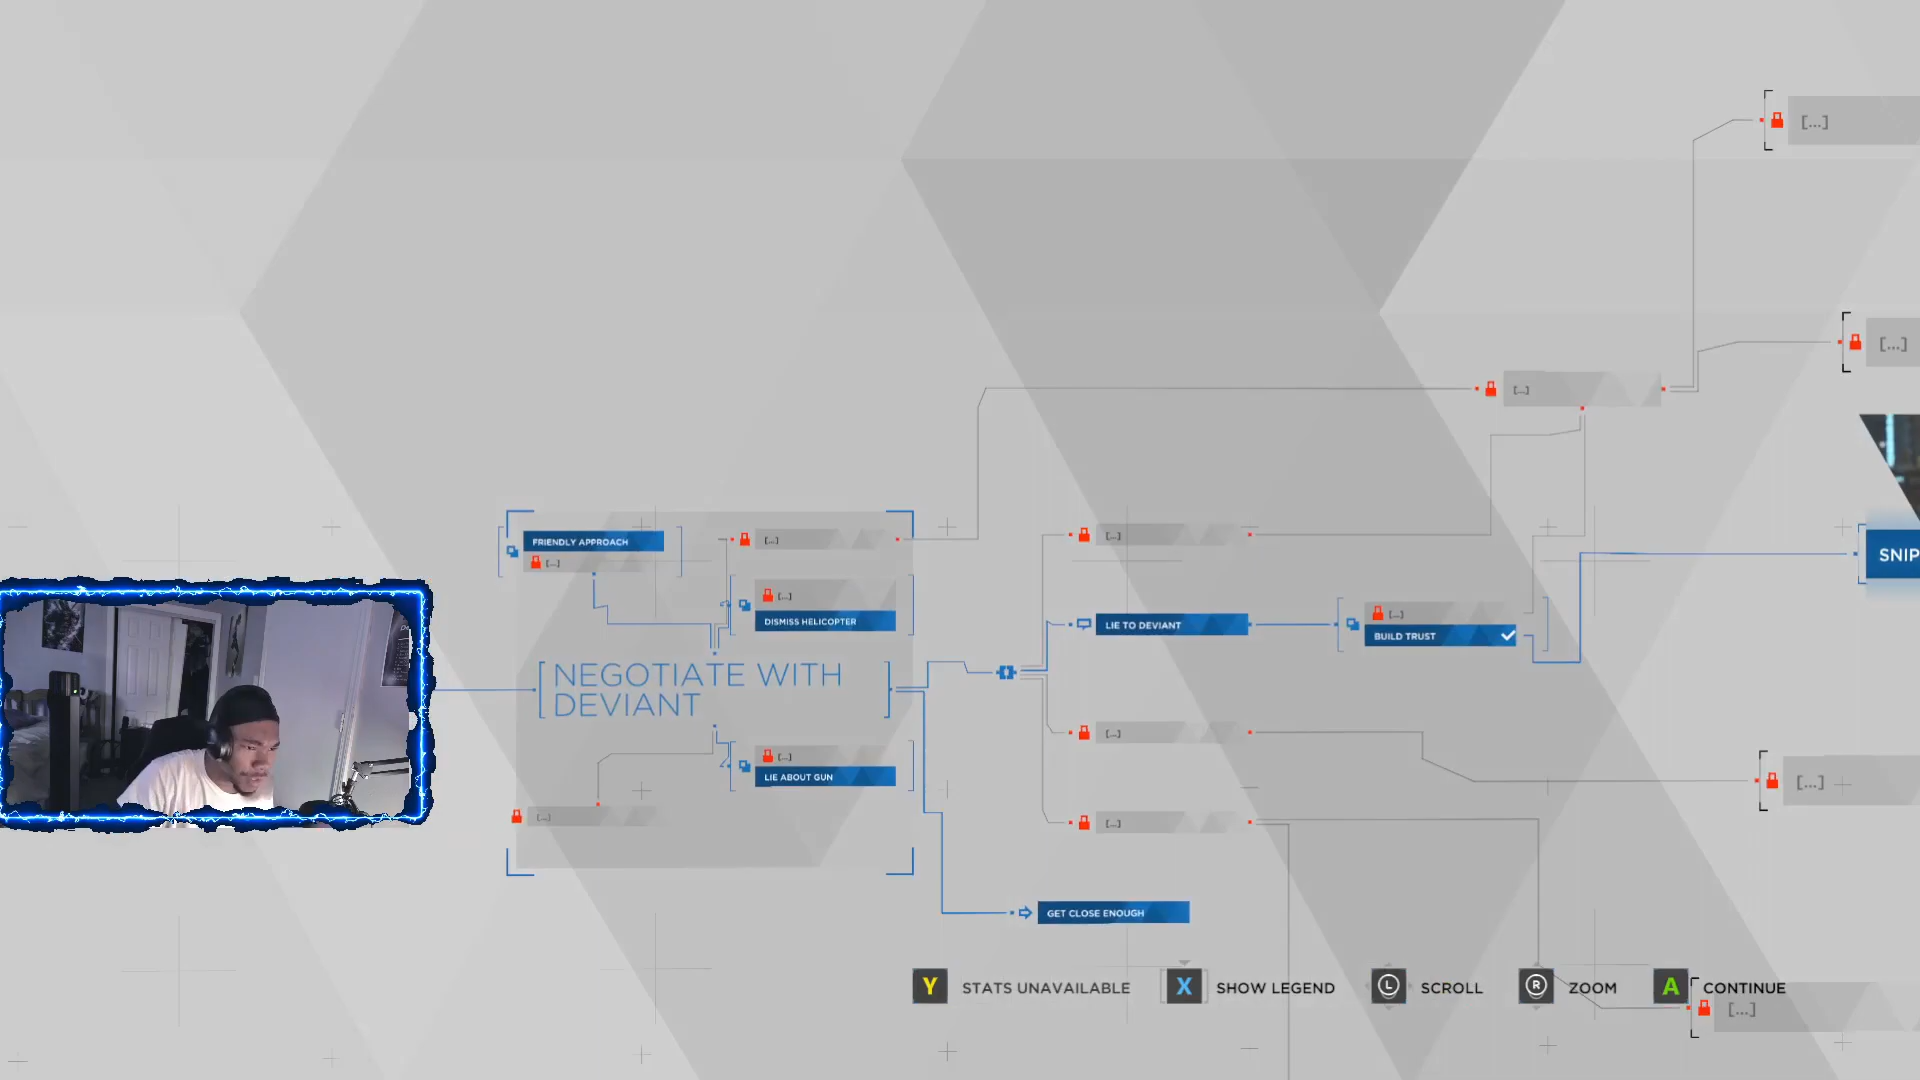 [...]
[...]
[...]
FRIENDLY APPROACH
[...]
[...]
[...]
DISMISS HELICOPTER
[...]
SNIP
LIE TO DEVIANT
[...]
BUILD TRUST
NEGOTIATE WITH
DEVIANT
[...]
[...]
LIE ABOUT GUN
[...]
[...]
[...]
GET CLOSE ENOUGH
Y STATS UNAVAILABLE X SHOW LEGEND L SCROLL R ZOOM A CONTINUE
[...]